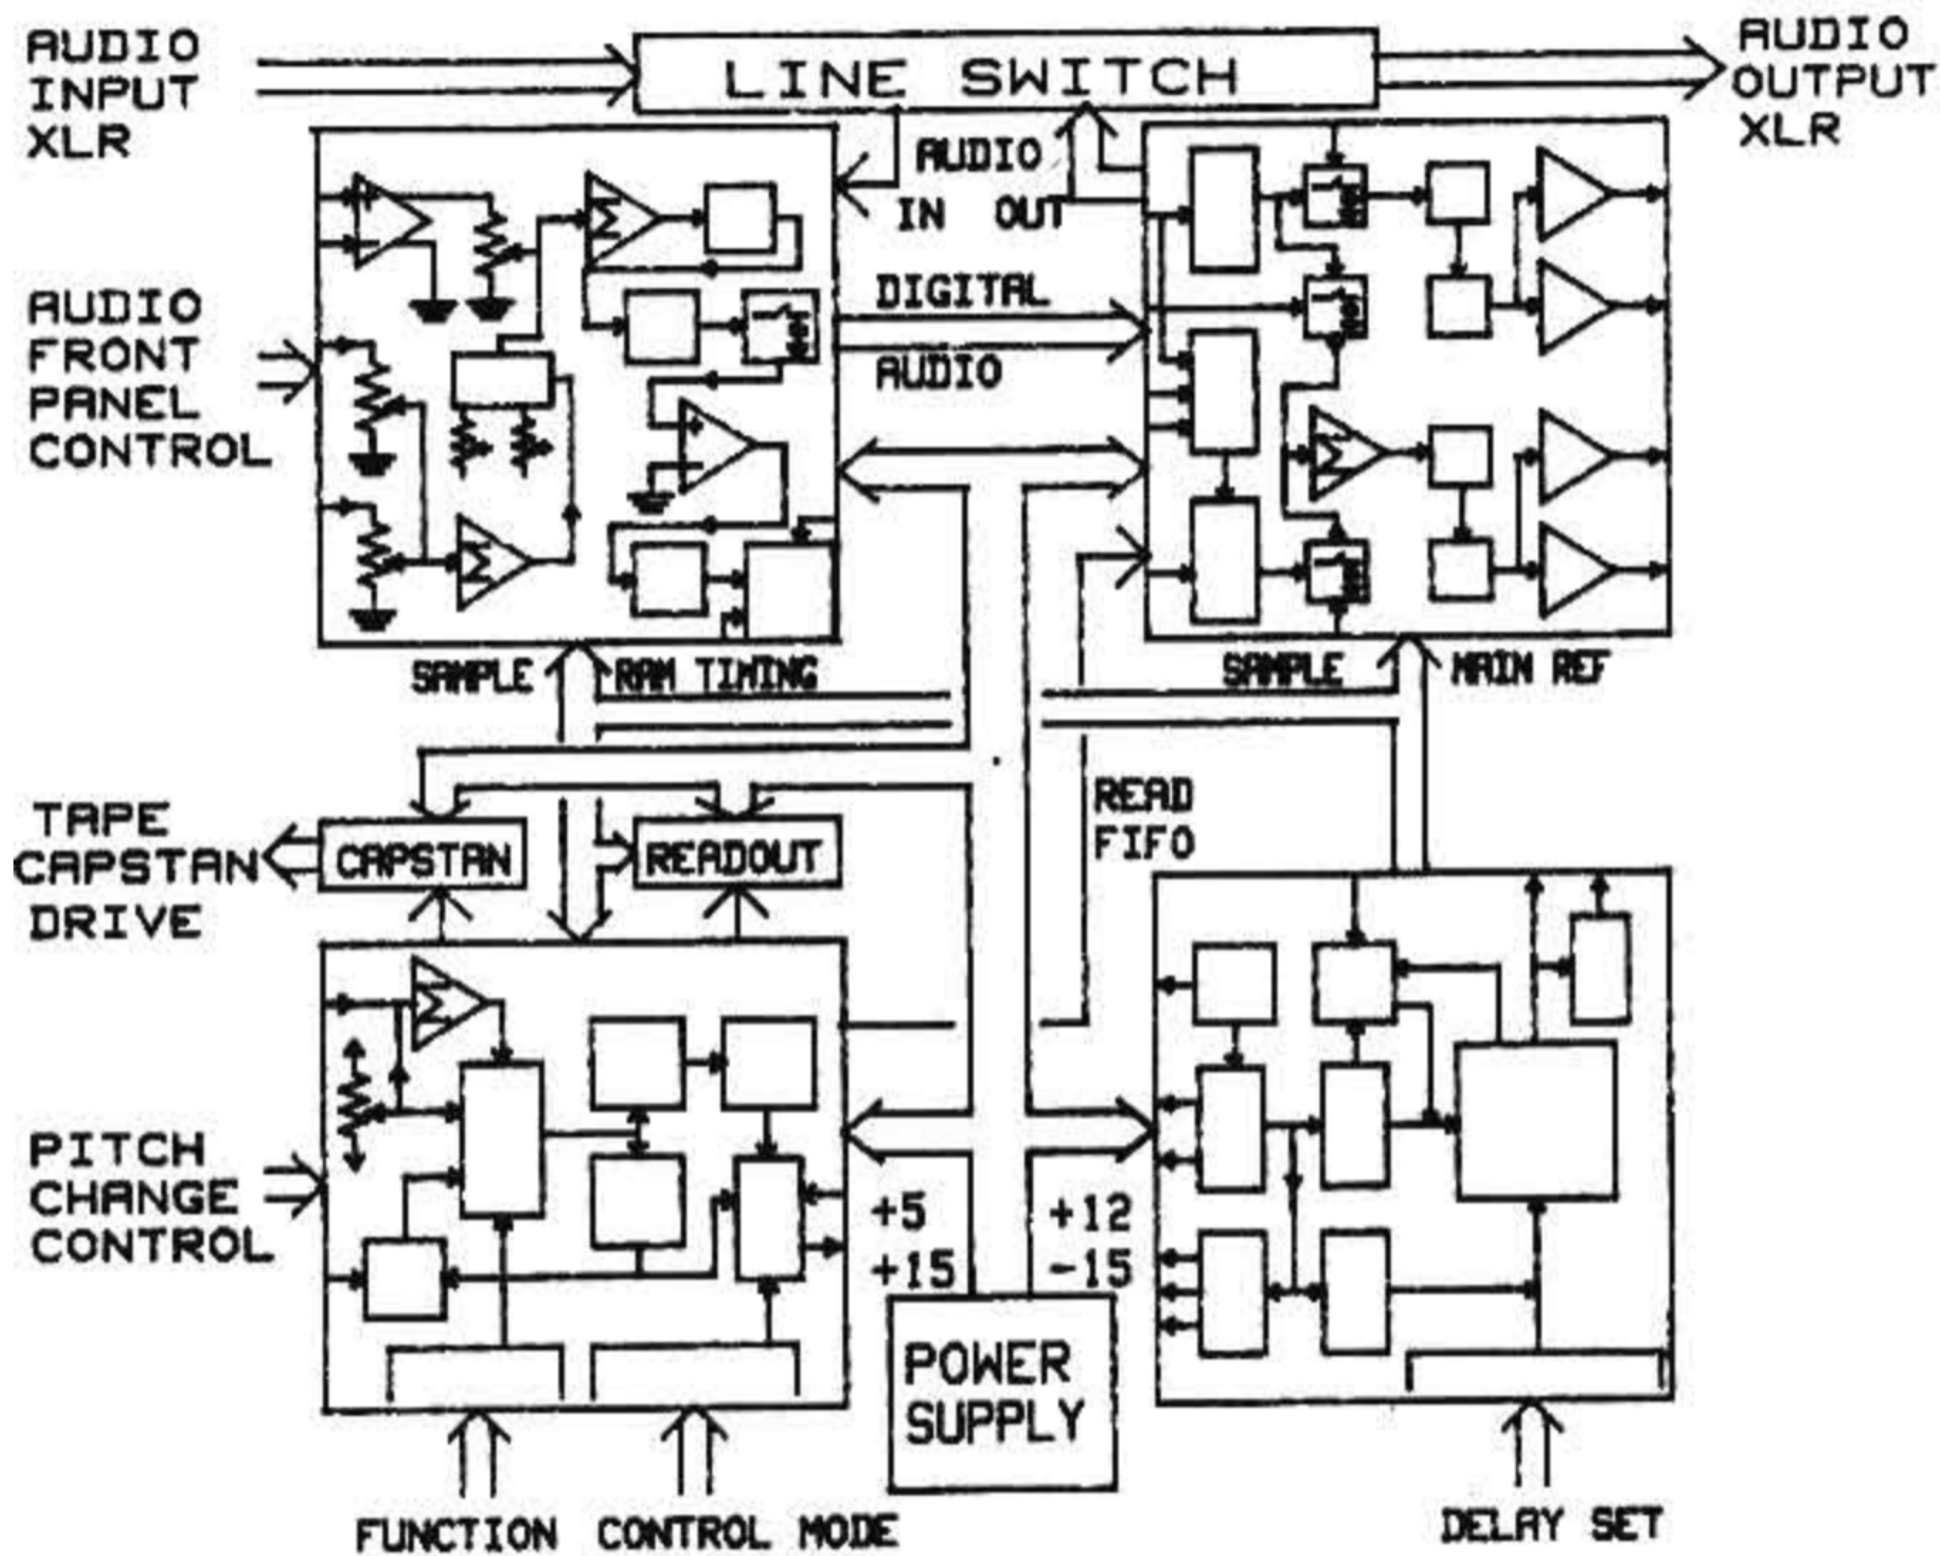 AUDIO
INPUT
XLR
LINE SWITCH
AUDIO
OUTPUT
XLR
AUDIO
IN OUT
DIGITAL
AUDIO
AUDIO
FRONT
PANEL
CONTROL
SAMPLE
RAM TIMING
SAMPLE
MAIN REF
TAPE
CAPSTAN
DRIVE
CAPSTAN
READOUT
READ
FIFO
PITCH
CHANGE
CONTROL
+5
+15
+12
-15
POWER
SUPPLY
FUNCTION
CONTROL MODE
DELAY SET